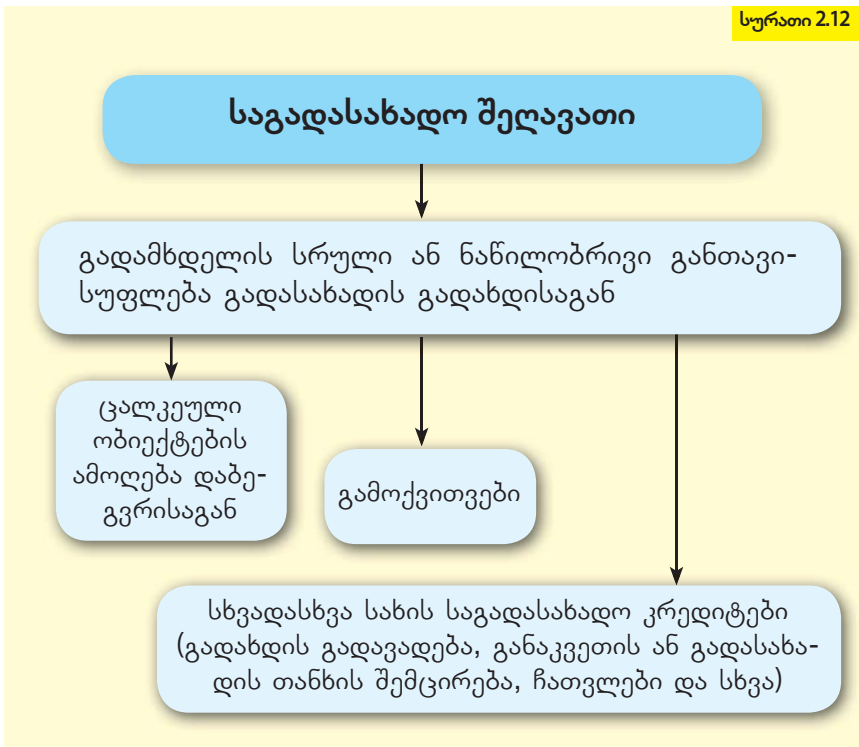 სურათი 2.12
საგადასახადო შეღავათი
გადამხდელის სრული ან ნაწილობრივი განთავი-
სუფლება გადასახადის გადახდისაგან
ცალკეული
ობიექტების
ამოღება დაბე-
გვრისაგან
გამოქვითვები
სხვადასხვა სახის საგადასახადო კრედიტები
(გადახდის გადავადება, განაკვეთის ან გადასახა-
დის თანხის შემცირება, ჩათვლები და სხვა)